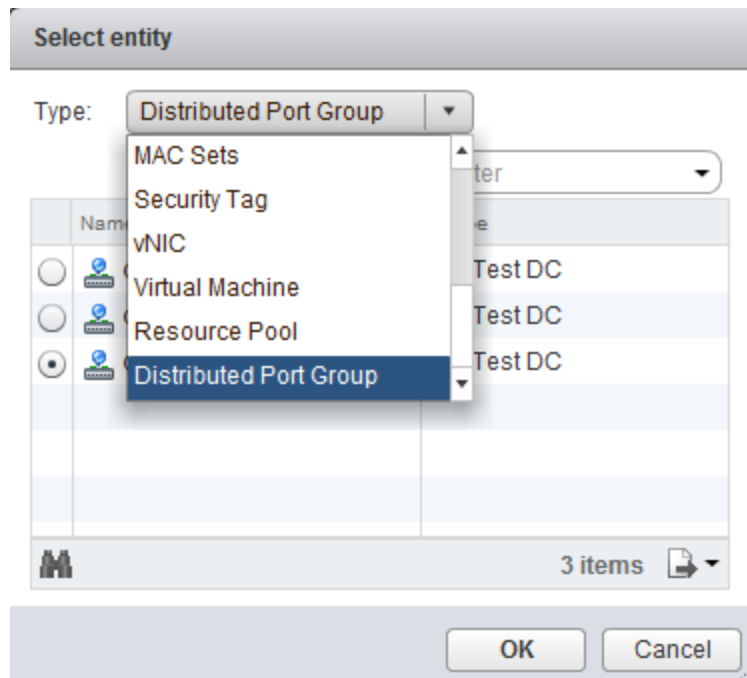 Select entity
Type: Distributed Port Group
MAC Sets
Security Tag
vNIC
Virtual Machine
Resource Pool
Distributed Port Group
Test DC
Test DC
Test DC
3 items
OK Cancel